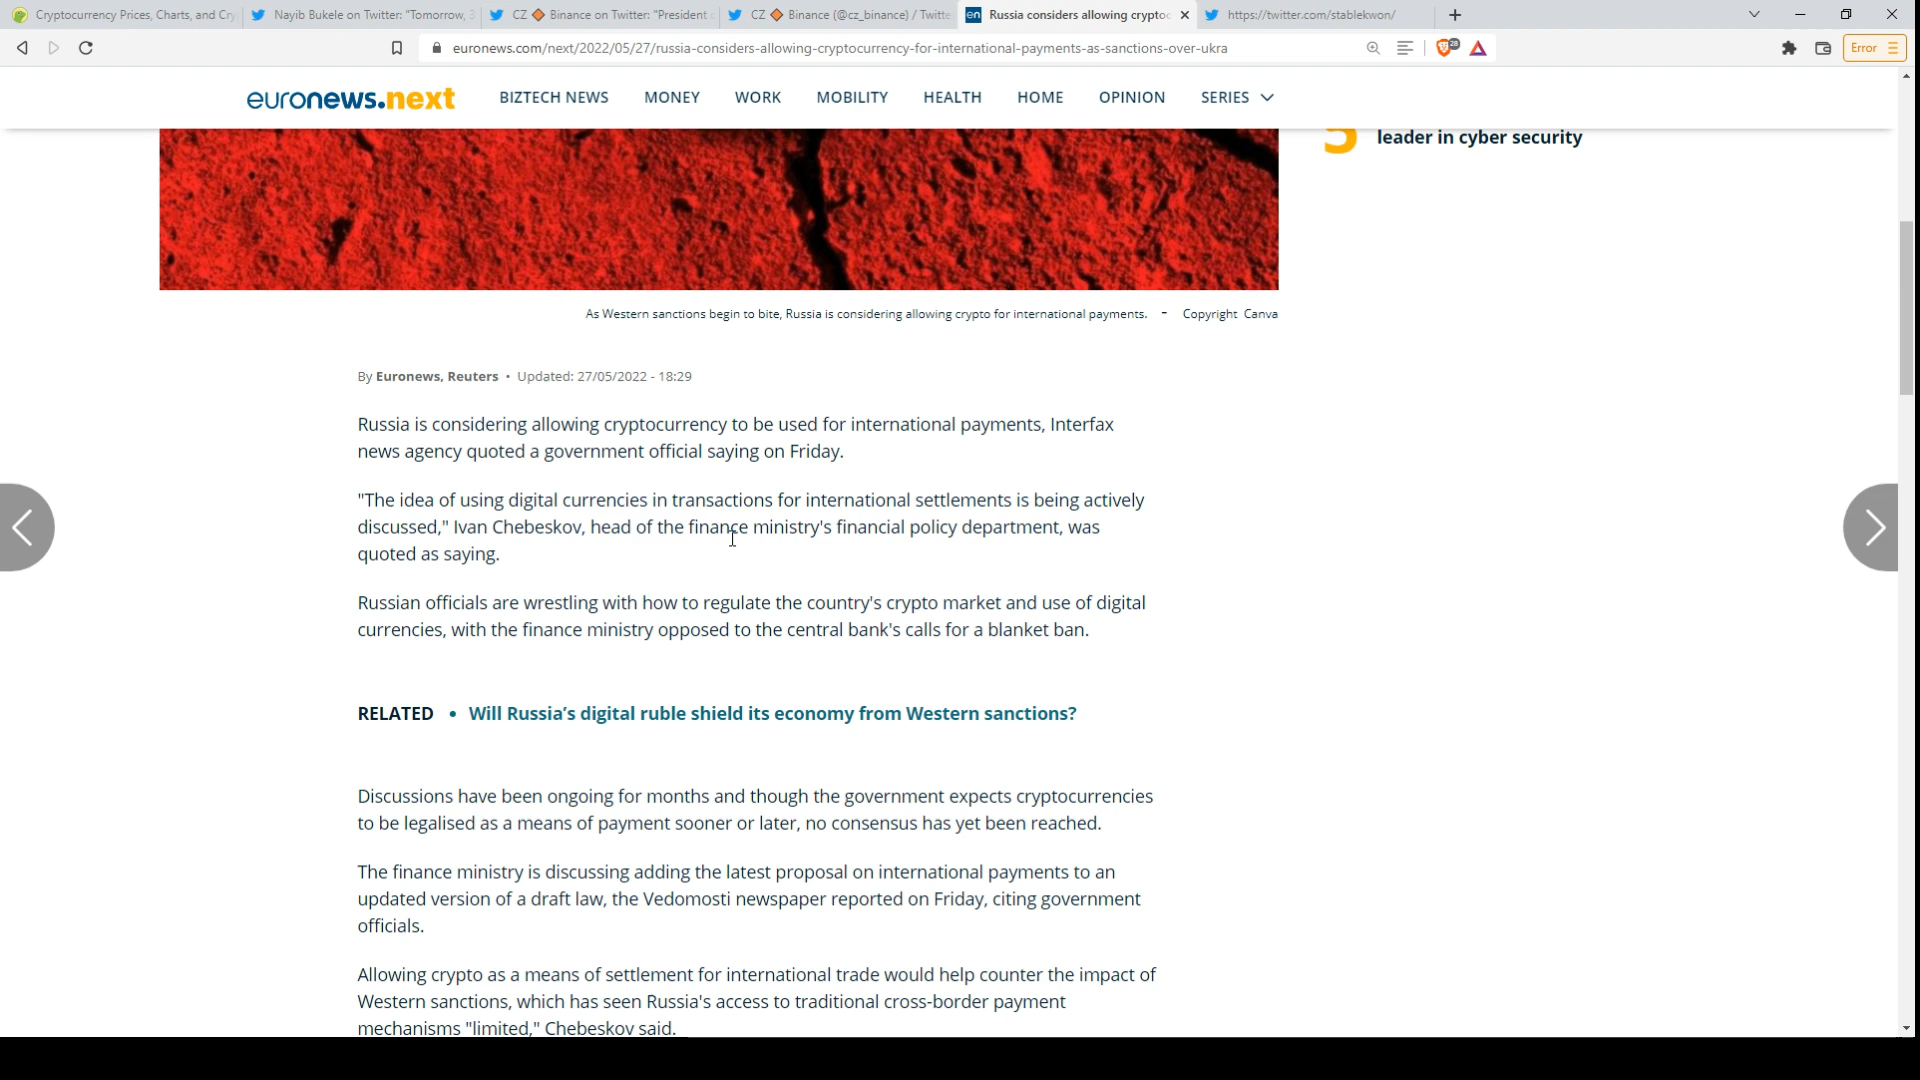 Cryptocurrency Prices, Charts, and Cry
Nayib Bukele on Twitter: "Tomorrow, 3
CZ 🔶 Binance on Twitter: "President
CZ 🔶 Binance (@cz_binance) / Twitte
en Russia considers allowing cryptoc
https://twitter.com/stablekwon/
euronews.com/next/2022/05/27/russia-considers-allowing-cryptocurrency-for-international-payments-as-sanctions-over-ukra
28
Error
euronews.next
BIZTECH NEWS
MONEY
WORK
MOBILITY
HEALTH
HOME
OPINION
SERIES
leader in cyber security
As Western sanctions begin to bite, Russia is considering allowing crypto for international payments. - Copyright Canva
By Euronews, Reuters • Updated: 27/05/2022 - 18:29
Russia is considering allowing cryptocurrency to be used for international payments, Interfax
news agency quoted a government official saying on Friday.
"The idea of using digital currencies in transactions for international settlements is being actively
discussed," Ivan Chebeskov, head of the finance ministry's financial policy department, was
quoted as saying.
Russian officials are wrestling with how to regulate the country's crypto market and use of digital
currencies, with the finance ministry opposed to the central bank's calls for a blanket ban.
RELATED • Will Russia's digital ruble shield its economy from Western sanctions?
Discussions have been ongoing for months and though the government expects cryptocurrencies
to be legalised as a means of payment sooner or later, no consensus has yet been reached.
The finance ministry is discussing adding the latest proposal on international payments to an
updated version of a draft law, the Vedomosti newspaper reported on Friday, citing government
officials.
Allowing crypto as a means of settlement for international trade would help counter the impact of
Western sanctions, which has seen Russia's access to traditional cross-border payment
mechanisms "limited," Chebeskov said.